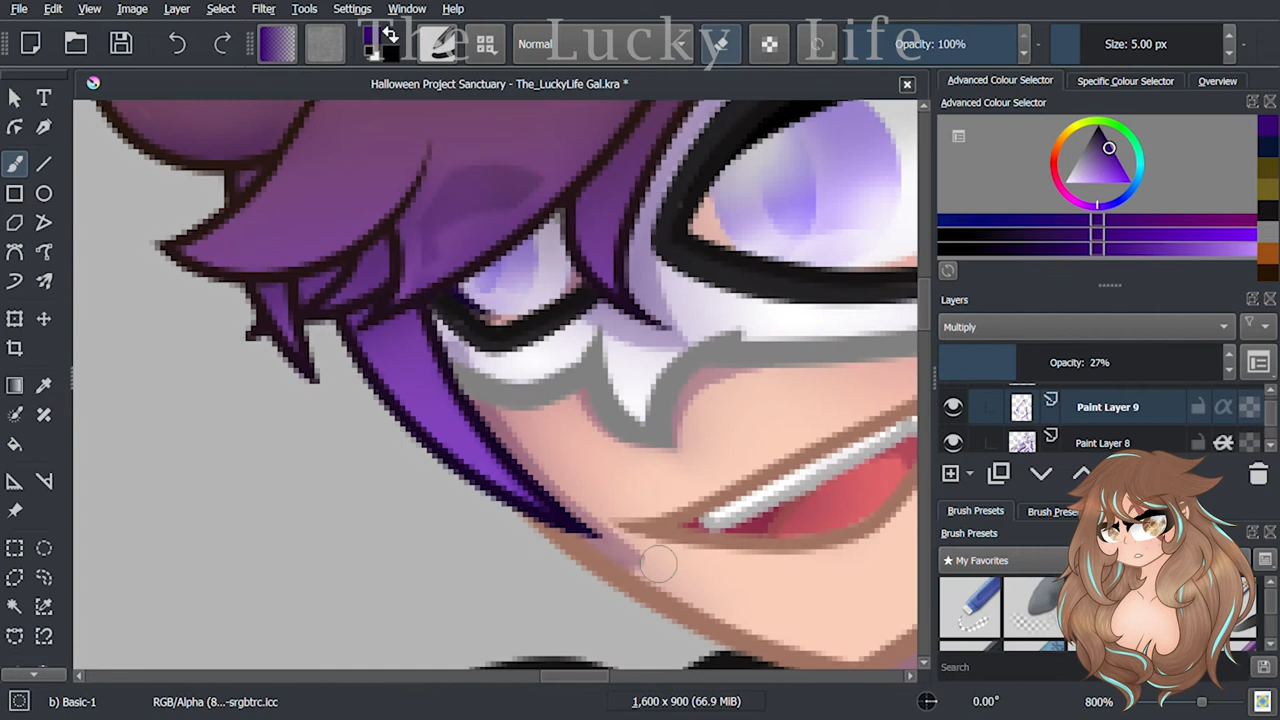 File Edit View Image Layer Select Filter Tools Settings Window Help
The Lucky Life
Normal
Opacity: 100%
Size: 5.00 px
Halloween Project Sanctuary - The_LuckyLife Gal.kra *
Advanced Colour Selector
Specific Colour Selector
Overview
Advanced Colour Selector
Layers
Multiply
Opacity: 27%
Paint Layer 9
Paint Layer 8
Brush Presets
Brush Prese
Brush Presets
★ My Favorites
Search
b) Basic-1
RGB/Alpha (8...-srgbtrc.icc
1,600 x 900 (66.9 MiB)
0.00°
800%